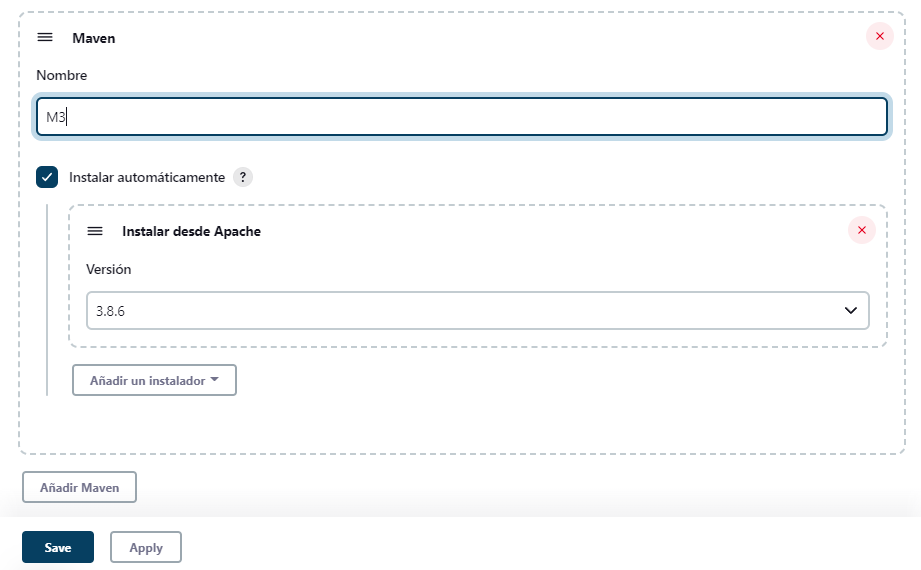 Maven
Nombre
M3
Instalar automáticamente ?
Instalar desde Apache
Versión
3.8.6
Añadir un instalador
Añadir Maven
Save Apply